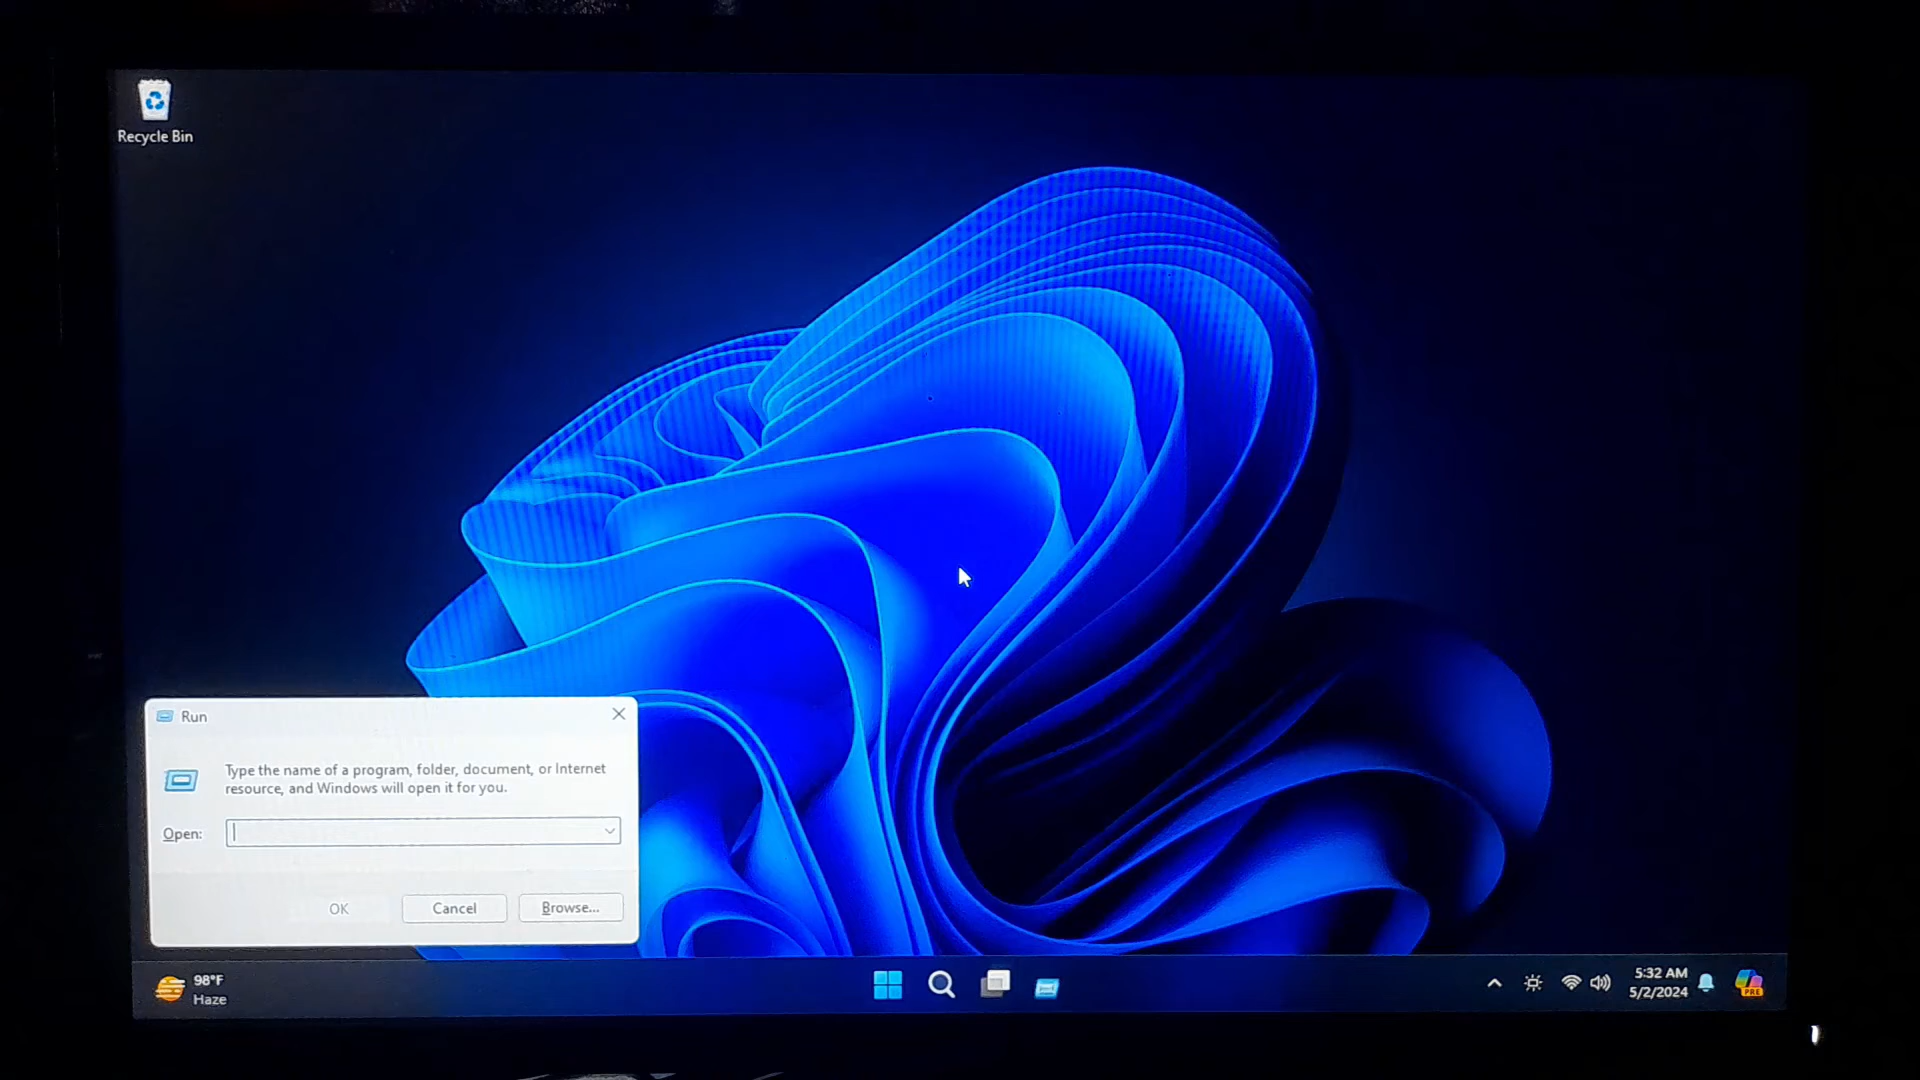 Recycle Bin
Run
Type the name of a program, folder, document, or Internet
resource, and Windows will open it for you.
Open:
OK
Cancel
Browse...
98°F
Haze
5:32 AM
5/2/2024
PRE